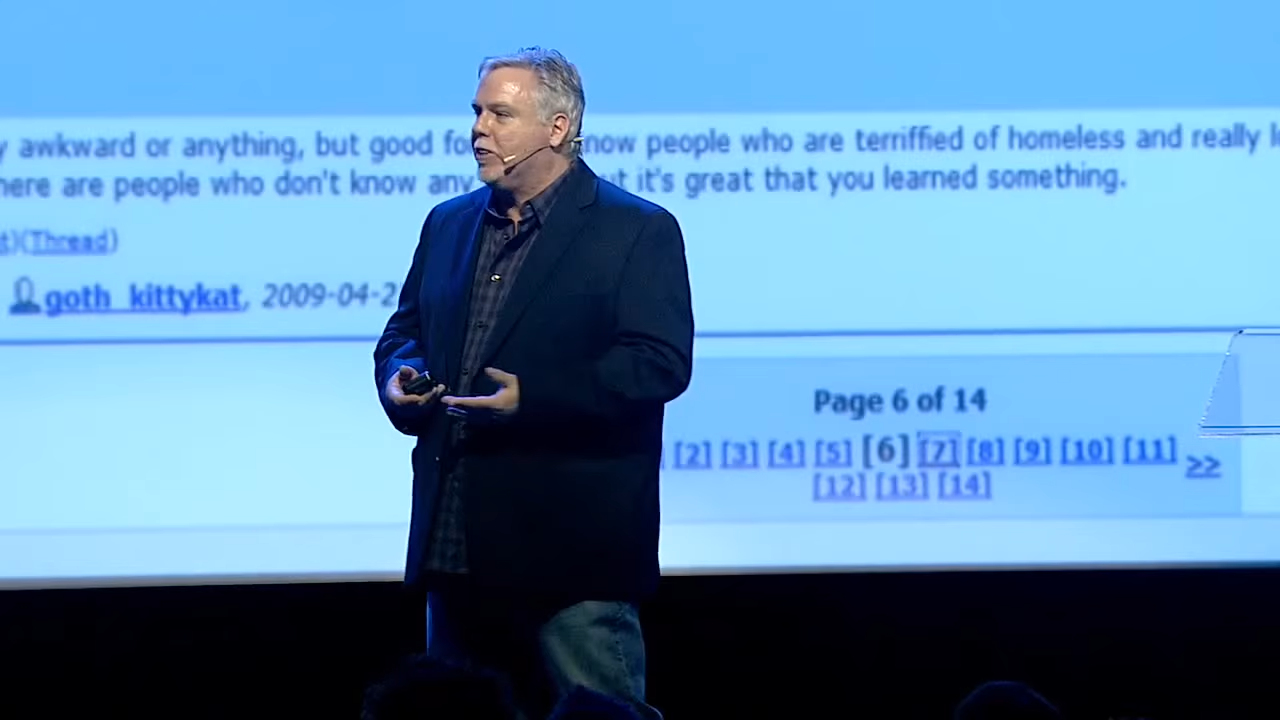 awkward or anything, but good now people who are terriffied of homeless and really
here are people who don't know any it's great that you learned something.
(Thread)
goth_kittykat, 2009-04-2
Page 6 of 14
[2] [3] [4] [5] [6] [7] [8] [9] [10] [11] >>
[12] [13] [14]